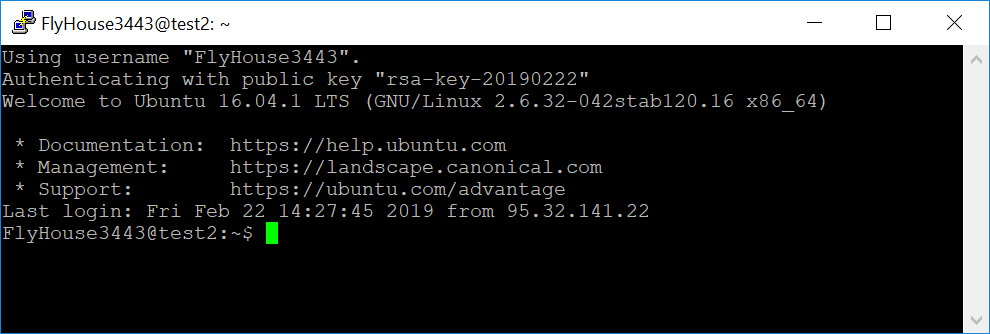 FlyHouse3443@test2: ~
Using username "FlyHouse3443".
Authenticating with public key "rsa-key-20190222"
Welcome to Ubuntu 16.04.1 LTS (GNU/Linux 2.6.32-042stab120.16 x86_64)

 * Documentation:  https://help.ubuntu.com
 * Management:     https://landscape.canonical.com
 * Support:        https://ubuntu.com/advantage
Last login: Fri Feb 22 14:27:45 2019 from 95.32.141.22
FlyHouse3443@test2:~$